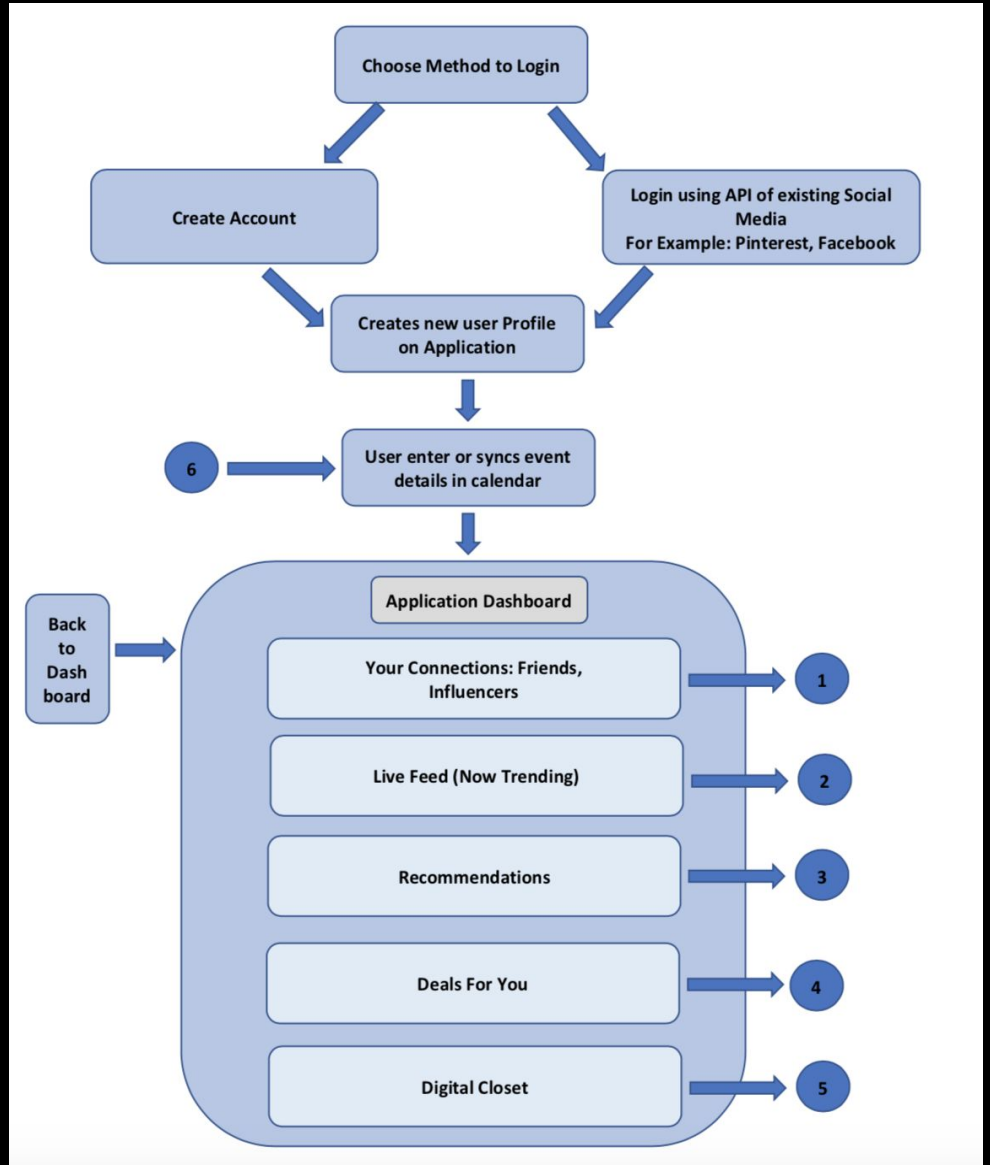 Choose Method to Login
Create Account
Login using API of existing Social
Media
For Example: Pinterest, Facebook
Creates new user Profile
on Application
6
User enter or syncs event
details in calendar
Application Dashboard
Back
to
Dash
board
Your Connections: Friends,
Influencers
1
Live Feed (Now Trending)
2
Recommendations
3
Deals For You
4
Digital Closet
5